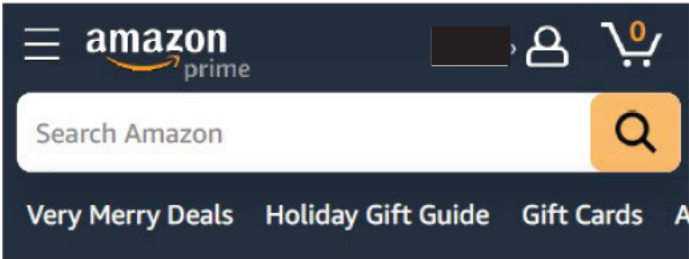 amazon
prime
0
Search Amazon
Very Merry Deals Holiday Gift Guide Gift Cards A